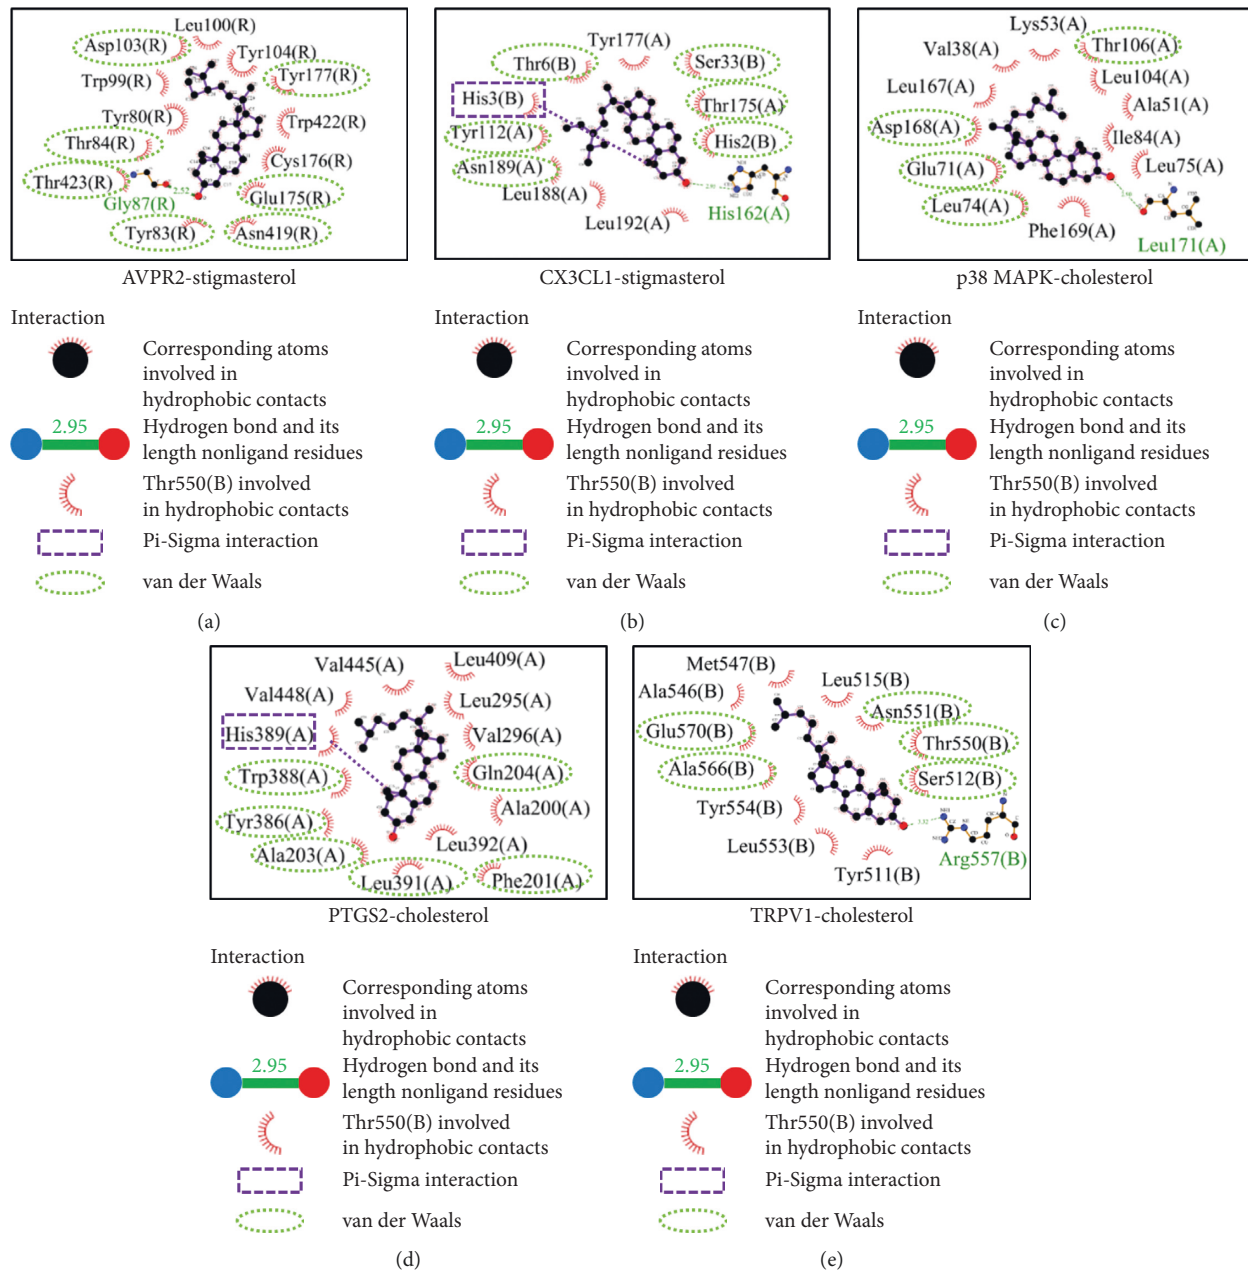 Leu100(R)
Asp103(R)
Tyr104(R)
Trp99(R)
Tyr177(R)
Tyr80(R)
Trp422(R)
Thr84(R)
Cys176(R)
Thr423(R)
2.52
Gly87(R)
Glu175(R)
Tyr83(R)
Asn419(R)
AVPR2-stigmasterol
Tyr177(A)
Thr6(B)
Ser33(B)
His3(B)
Thr175(A)
Tyr112(A)
His2(B)
Asn189(A)
Leu188(A)
Leu192(A)
His162(A)
CX3CL1-stigmasterol
Lys53(A)
Val38(A)
Thr106(A)
Leu104(A)
Leu167(A)
Ala51(A)
Asp168(A)
Ile84(A)
Glu71(A)
Leu75(A)
Leu74(A)
Phe169(A)
Leu171(A)
p38 MAPK-cholesterol
Interaction
Corresponding atoms
involved in
hydrophobic contacts
2.95
Hydrogen bond and its
length nonligand residues
Thr550(B) involved
in hydrophobic contacts
Pi-Sigma interaction
van der Waals
(a)
Interaction
Corresponding atoms
involved in
hydrophobic contacts
2.95
Hydrogen bond and its
length nonligand residues
Thr550(B) involved
in hydrophobic contacts
Pi-Sigma interaction
van der Waals
(b)
Interaction
Corresponding atoms
involved in
hydrophobic contacts
2.95
Hydrogen bond and its
length nonligand residues
Thr550(B) involved
in hydrophobic contacts
Pi-Sigma interaction
van der Waals
(c)
Val445(A)
Leu409(A)
Val448(A)
Leu295(A)
His389(A)
Val296(A)
Trp388(A)
Gln204(A)
Ala200(A)
Tyr386(A)
Leu392(A)
Ala203(A)
Leu391(A)
Phe201(A)
PTGS2-cholesterol
Met547(B)
Leu515(B)
Ala546(B)
Asn551(B)
Glu570(B)
Thr550(B)
Ala566(B)
Ser512(B)
Tyr554(B)
Leu553(B)
Arg557(B)
Tyr511(B)
TRPV1-cholesterol
Interaction
Corresponding atoms
involved in
hydrophobic contacts
2.95
Hydrogen bond and its
length nonligand residues
Thr550(B) involved
in hydrophobic contacts
Pi-Sigma interaction
van der Waals
(d)
Interaction
Corresponding atoms
involved in
hydrophobic contacts
2.95
Hydrogen bond and its
length nonligand residues
Thr550(B) involved
in hydrophobic contacts
Pi-Sigma interaction
van der Waals
(e)